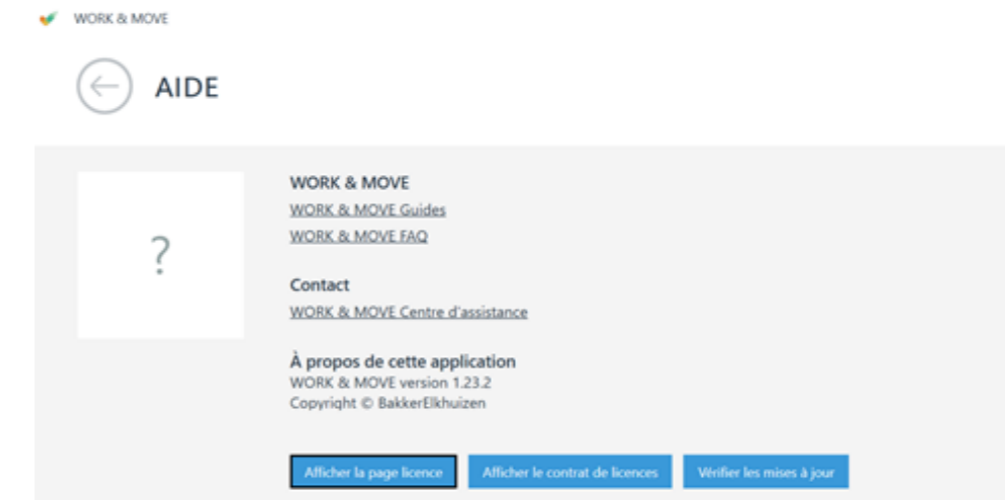 WORK & MOVE
AIDE
?
WORK & MOVE
WORK & MOVE Guides
WORK & MOVE FAQ
Contact
WORK & MOVE Centre d'assistance
À propos de cette application
WORK & MOVE version 1.23.2
Copyright © BakkerElkhuizen
Afficher la page licence
Afficher le contrat de licences
Vérifier les mises à jour